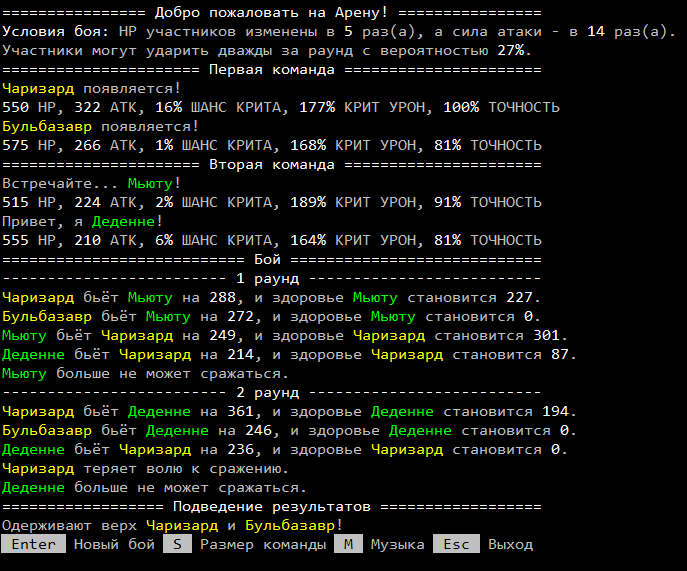 ================ Добро пожаловать на Арену! ================
Условия боя: HP участников изменены в 5 раз(а), а сила атаки - в 14 раз(а).
Участники могут ударить дважды за раунд с вероятностью 27%.
====================== Первая команда ======================
Чаризард появляется!
550 HP, 322 АТК, 16% ШАНС КРИТА, 177% КРИТ УРОН, 100% ТОЧНОСТЬ
Бульбазавр появляется!
575 HP, 266 АТК, 1% ШАНС КРИТА, 168% КРИТ УРОН, 81% ТОЧНОСТЬ
====================== Вторая команда ======================
Встречайте... Мьюту!
515 HP, 224 АТК, 2% ШАНС КРИТА, 189% КРИТ УРОН, 91% ТОЧНОСТЬ
Привет, я Деденне!
555 HP, 210 АТК, 6% ШАНС КРИТА, 164% КРИТ УРОН, 81% ТОЧНОСТЬ
=========================== Бой ============================
------------------------- 1 раунд --------------------------
Чаризард бьёт Мьюту на 288, и здоровье Мьюту становится 227.
Бульбазавр бьёт Мьюту на 272, и здоровье Мьюту становится 0.
Мьюту бьёт Чаризард на 249, и здоровье Чаризард становится 301.
Деденне бьёт Чаризард на 214, и здоровье Чаризард становится 87.
Мьюту больше не может сражаться.
------------------------- 2 раунд --------------------------
Чаризард бьёт Деденне на 361, и здоровье Деденне становится 194.
Бульбазавр бьёт Деденне на 246, и здоровье Деденне становится 0.
Деденне бьёт Чаризард на 236, и здоровье Чаризард становится 0.
Чаризард теряет волю к сражению.
Деденне больше не может сражаться.
================== Подведение результатов ==================
Одерживают верх Чаризард и Бульбазавр!
Enter Новый бой S Размер команды M Музыка Esc Выход